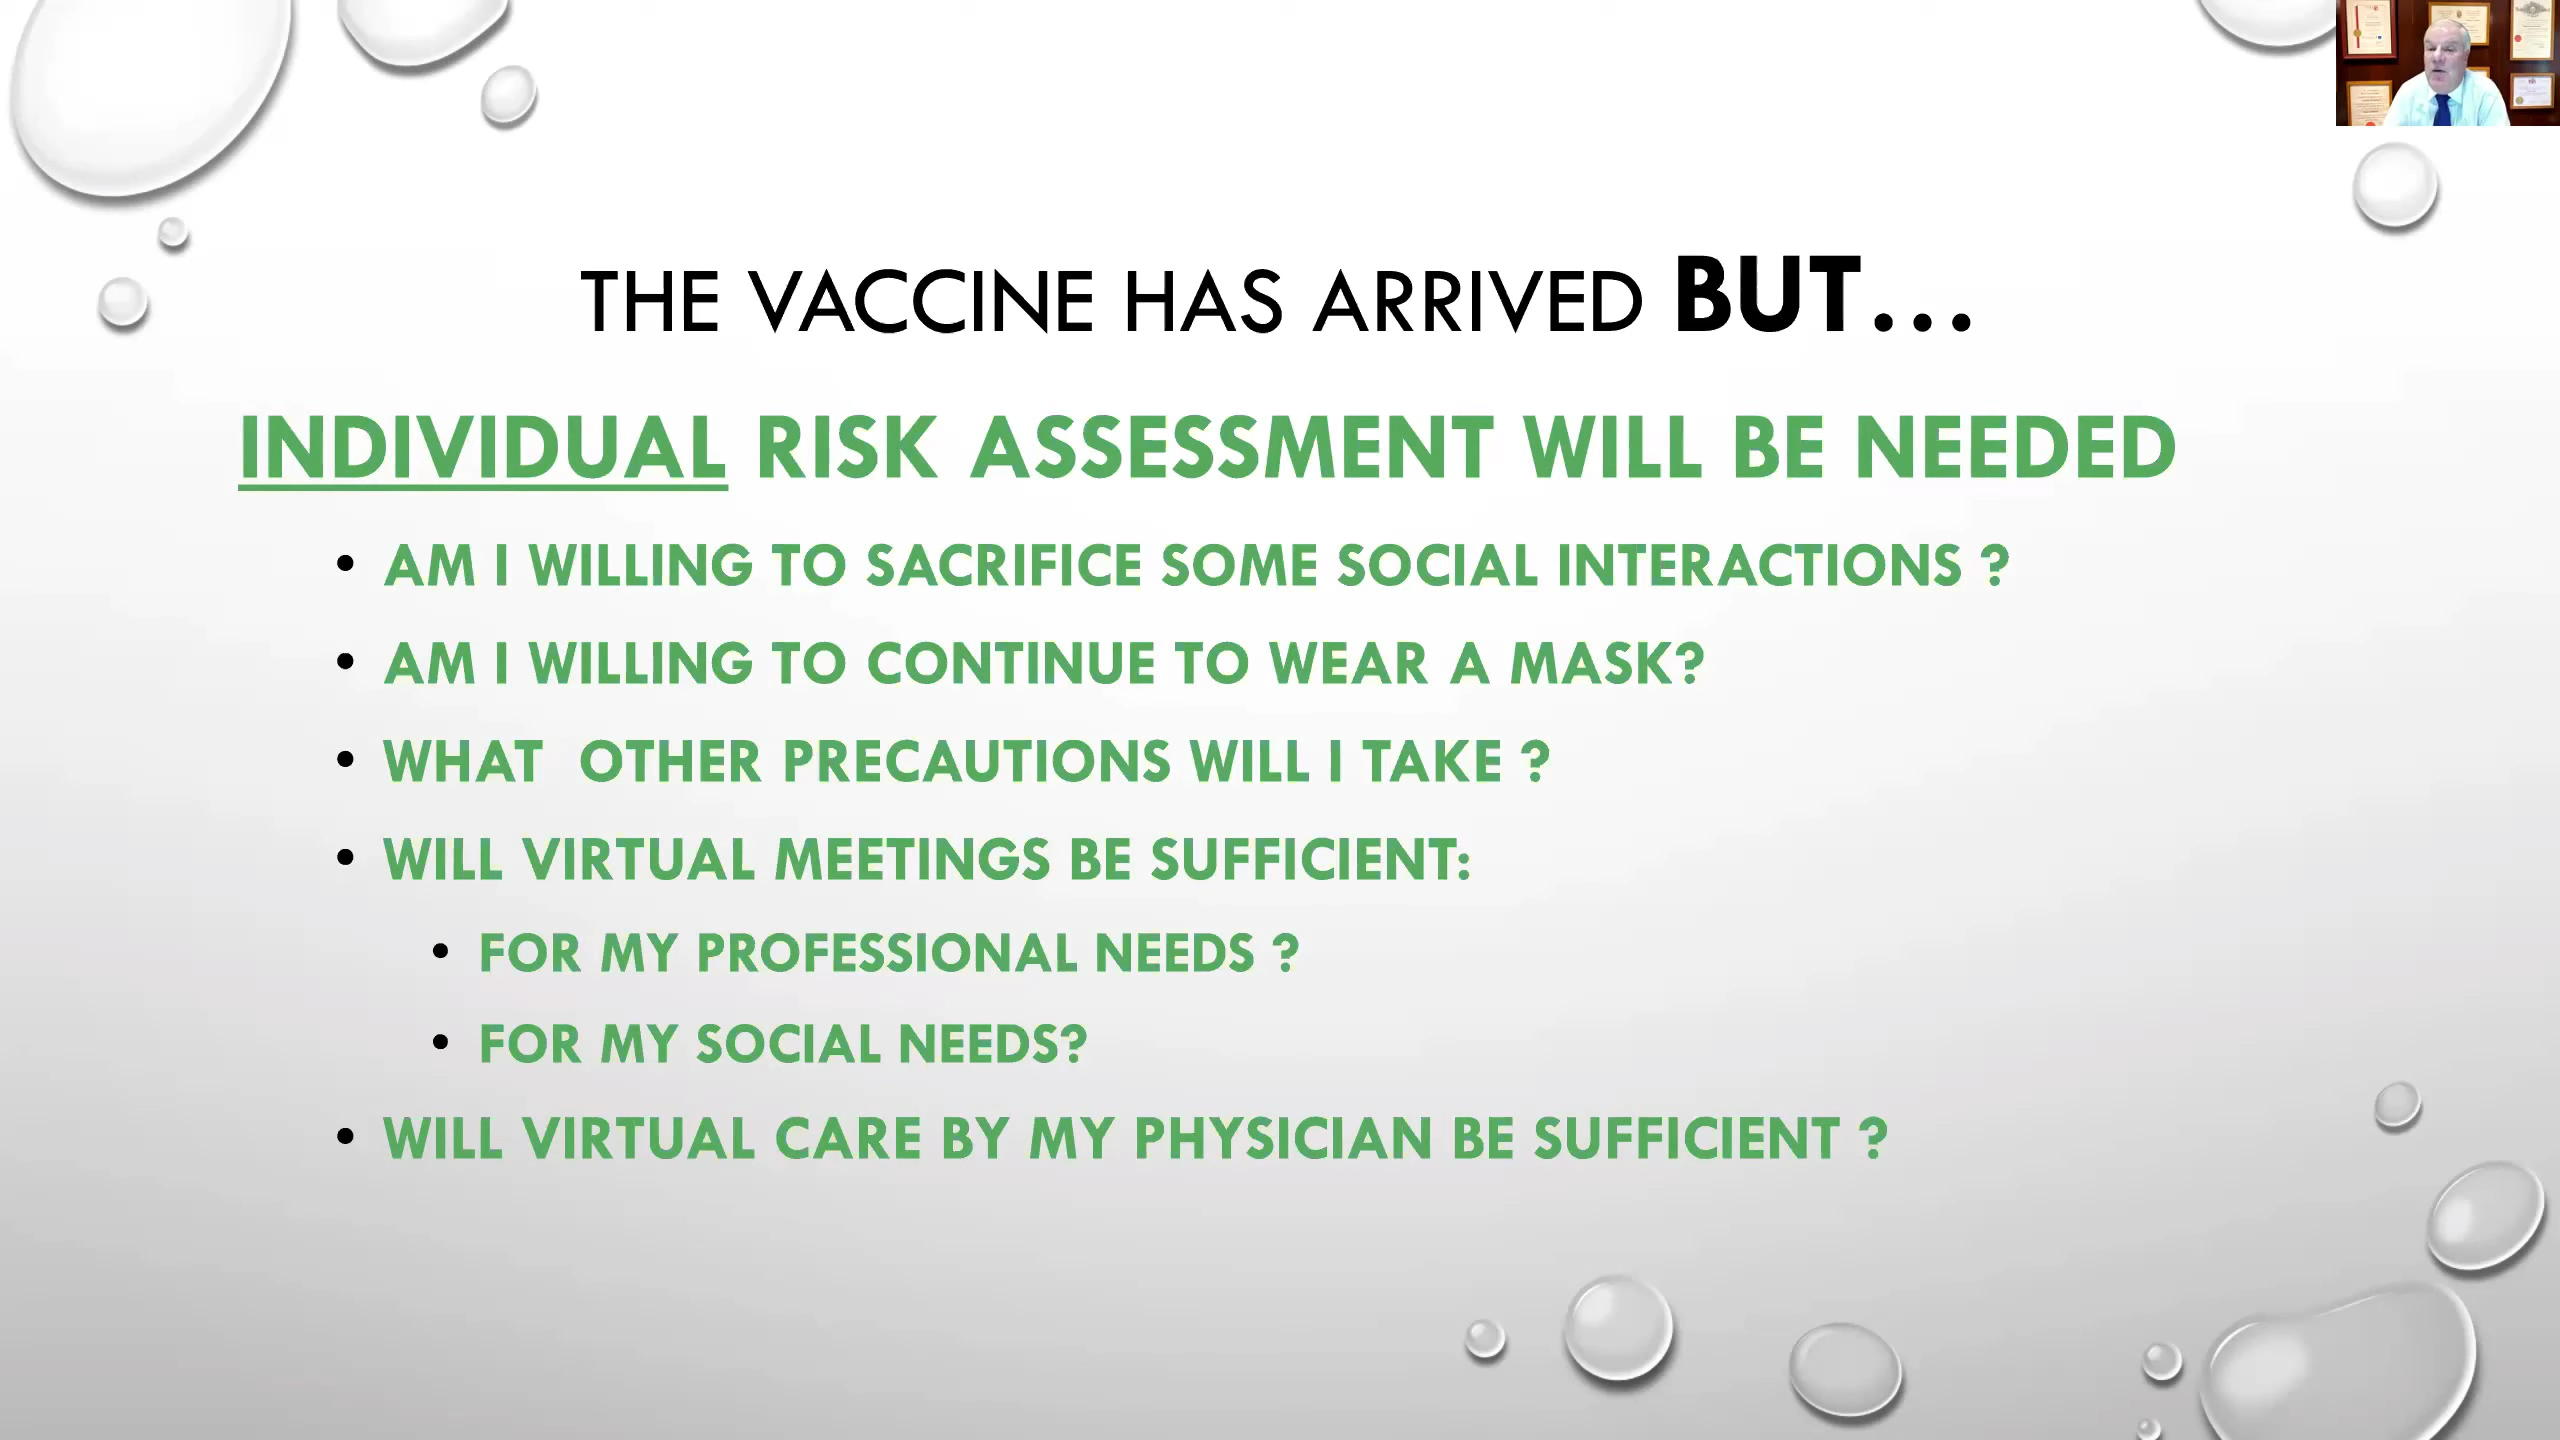 THE VACCINE HAS ARRIVED BUT...
INDIVIDUAL RISK ASSESSMENT WILL BE NEEDED
• AM I WILLING TO SACRIFICE SOME SOCIAL INTERACTIONS ?
• AM I WILLING TO CONTINUE TO WEAR A MASK?
• WHAT  OTHER PRECAUTIONS WILL I TAKE ?
• WILL VIRTUAL MEETINGS BE SUFFICIENT:
• FOR MY PROFESSIONAL NEEDS ?
• FOR MY SOCIAL NEEDS?
• WILL VIRTUAL CARE BY MY PHYSICIAN BE SUFFICIENT ?